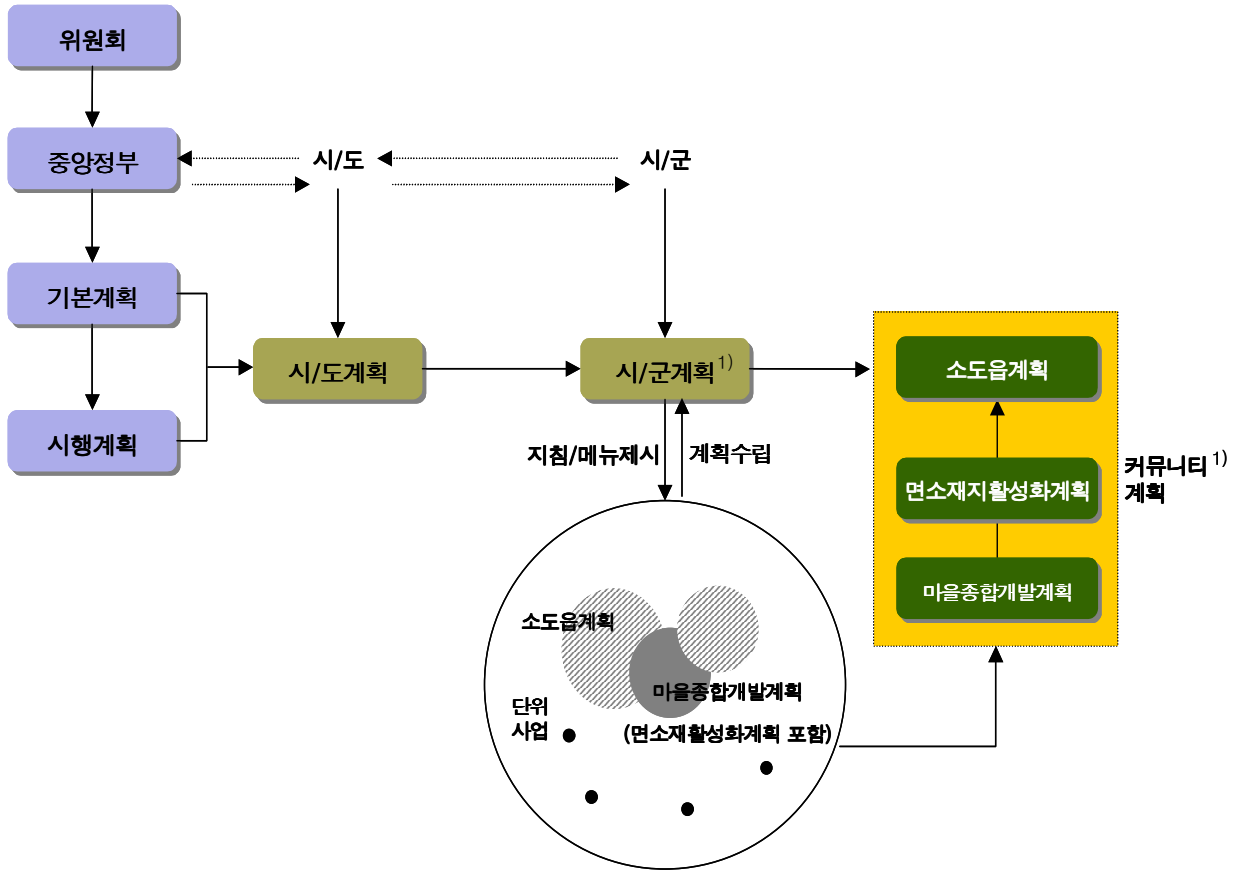 위원회
중앙정부
시/도
시/군
기본계획
시/도계획
시/군계획1)
소도읍계획
시행계획
지침/메뉴제시
계획수립
면소재지활성화계획
커뮤니티1)
계획
마을종합개발계획
소도읍계획
마을종합개발계획
단위
사업
(면소재활성화계획 포함)